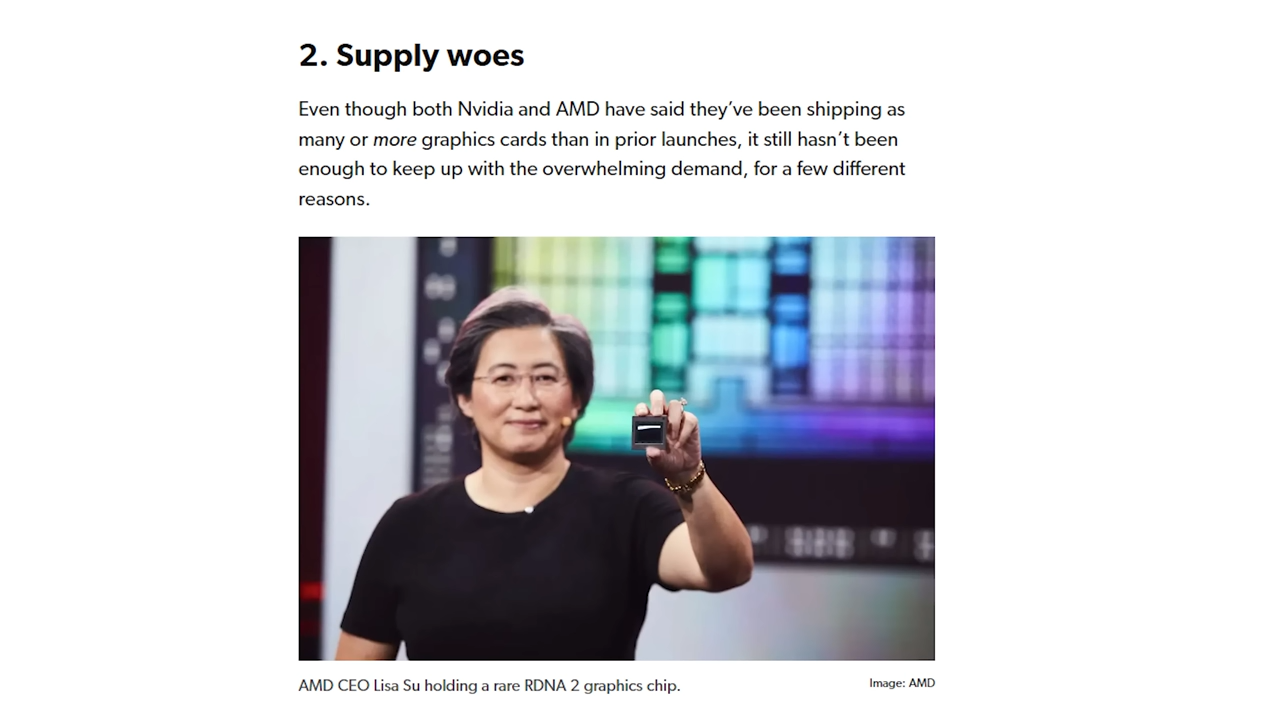 2. Supply woes
Even though both Nvidia and AMD have said they’ve been shipping as
many or more graphics cards than in prior launches, it still hasn’t been
enough to keep up with the overwhelming demand, for a few different
reasons.
AMD CEO Lisa Su holding a rare RDNA 2 graphics chip.
Image: AMD